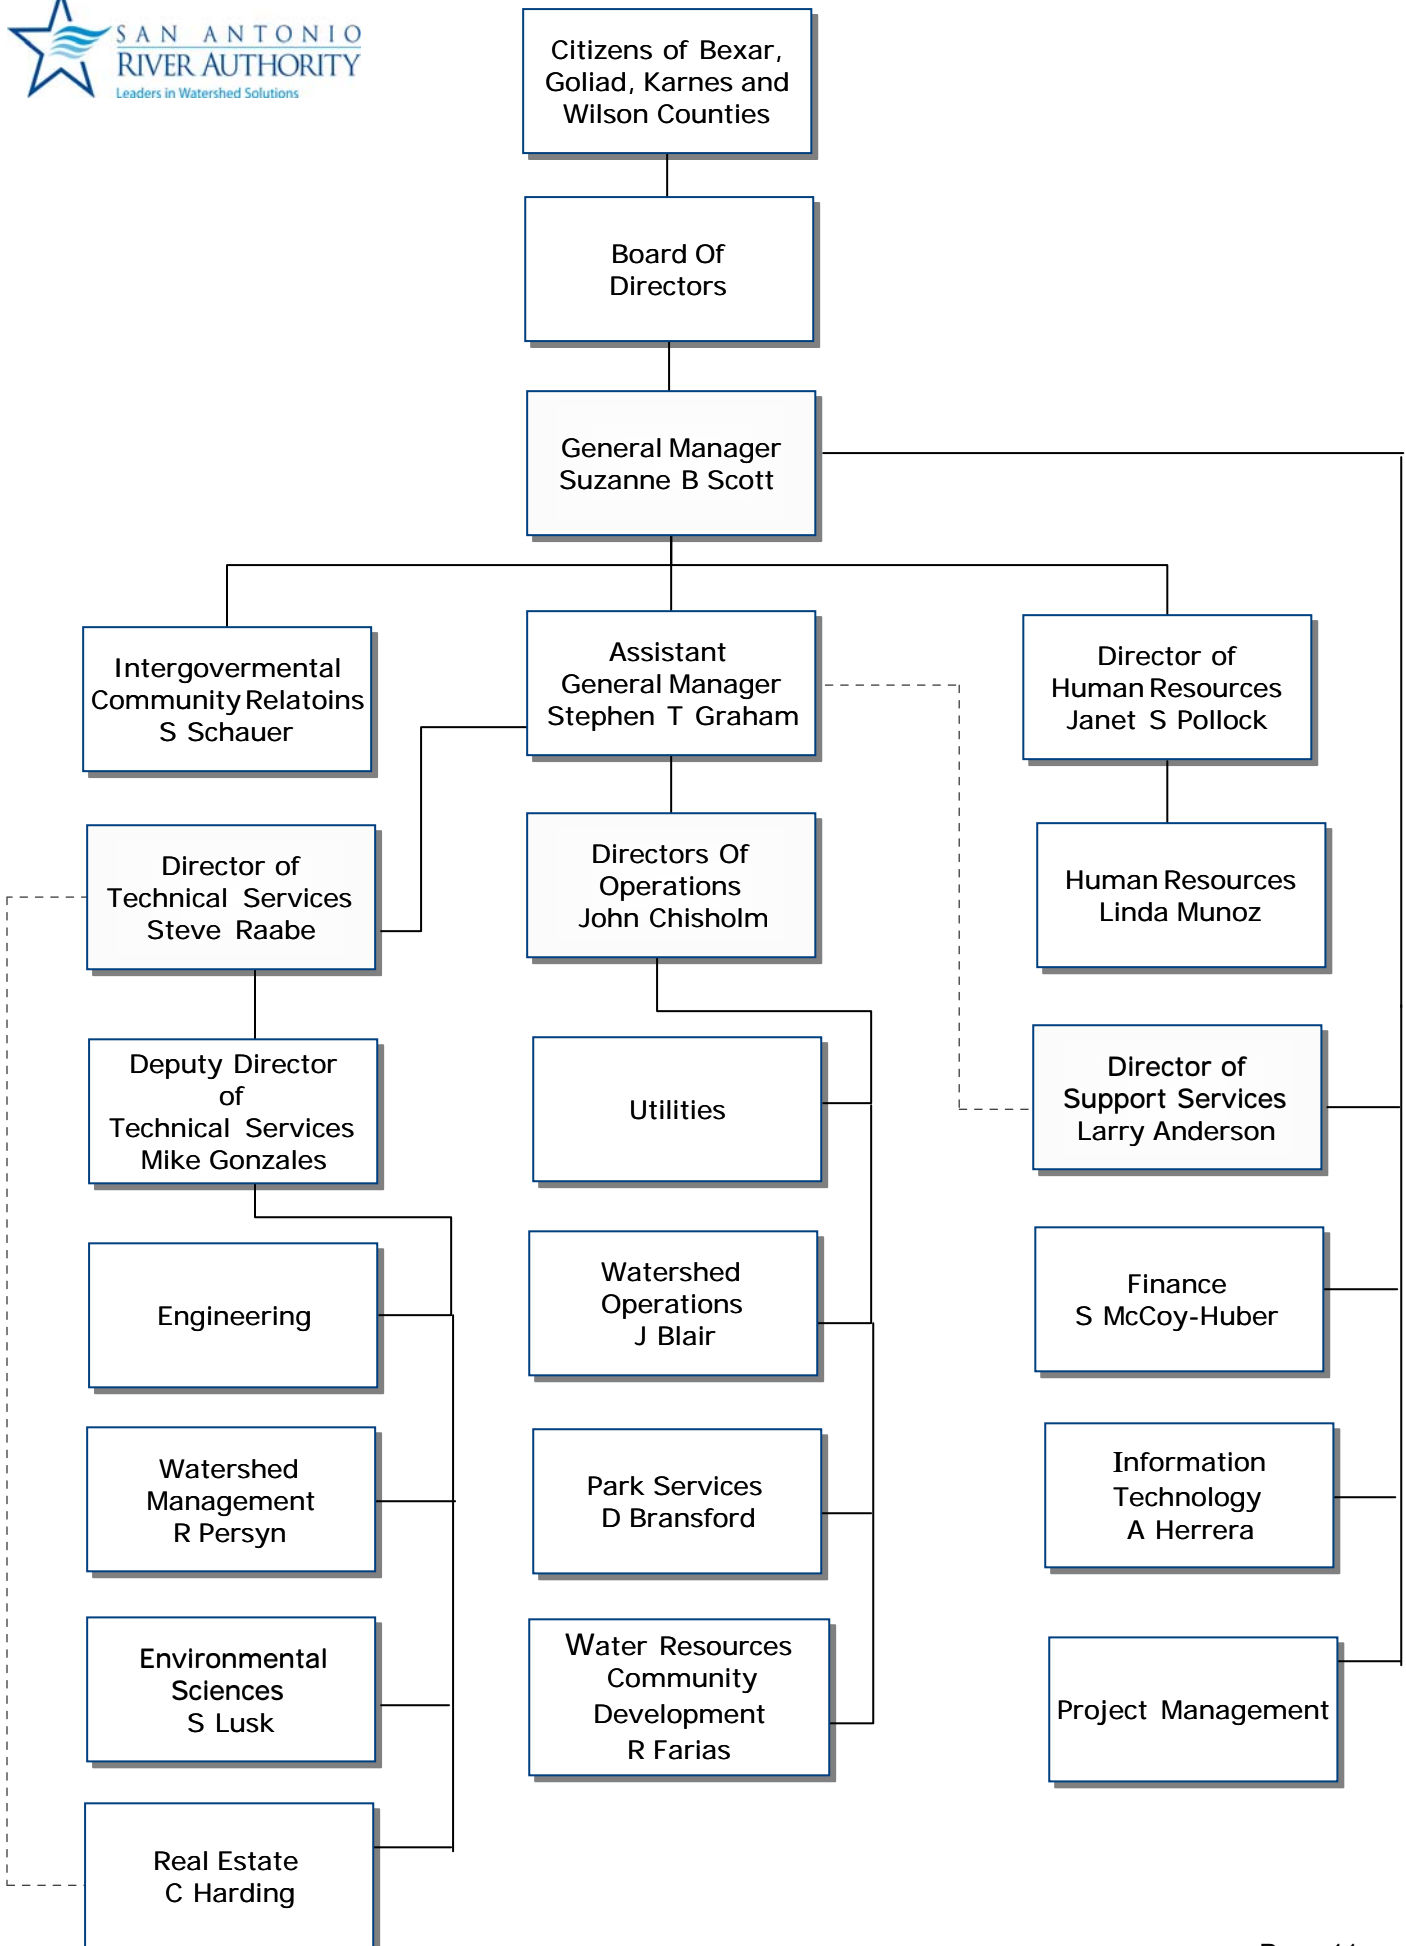 SAN ANTONIO
RIVER AUTHORITY
Leaders in Watershed Solutions
Citizens of Bexar,
Goliad, Karnes and
Wilson Counties
Board Of
Directors
General Manager
Suzanne B Scott
Intergovermental
Community Relatoins
S Schauer
Assistant
General Manager
Stephen T Graham
Director of
Human Resources
Janet S Pollock
Director of
Technical Services
Steve Raabe
Directors Of
Operations
John Chisholm
Human Resources
Linda Munoz
Deputy Director
of
Technical Services
Mike Gonzales
Utilities
Director of
Support Services
Larry Anderson
Engineering
Watershed
Operations
J Blair
Finance
S McCoy-Huber
Watershed
Management
R Persyn
Park Services
D Bransford
Information
Technology
A Herrera
Environmental
Sciences
S Lusk
Water Resources
Community
Development
R Farias
Project Management
Real Estate
C Harding